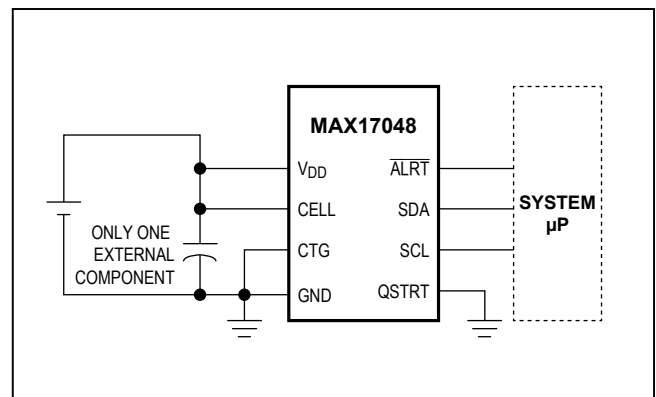 MAX17048
VDD
ALRT
CELL
SDA
SYSTEM
µP
ONLY ONE
EXTERNAL
COMPONENT
CTG
SCL
GND
QSTRT